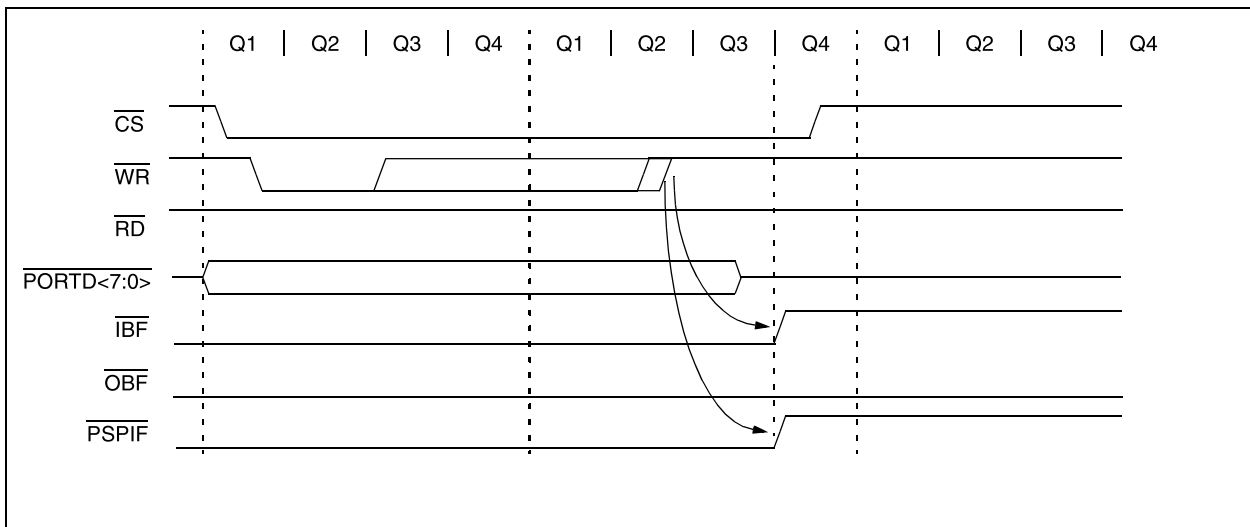 Q1 | Q2 | Q3 | Q4 | Q1 | Q2 | Q3 | Q4 | Q1 | Q2 | Q3 | Q4
CS
WR
RD
PORTD<7:0>
IBF
OBF
PSPIF